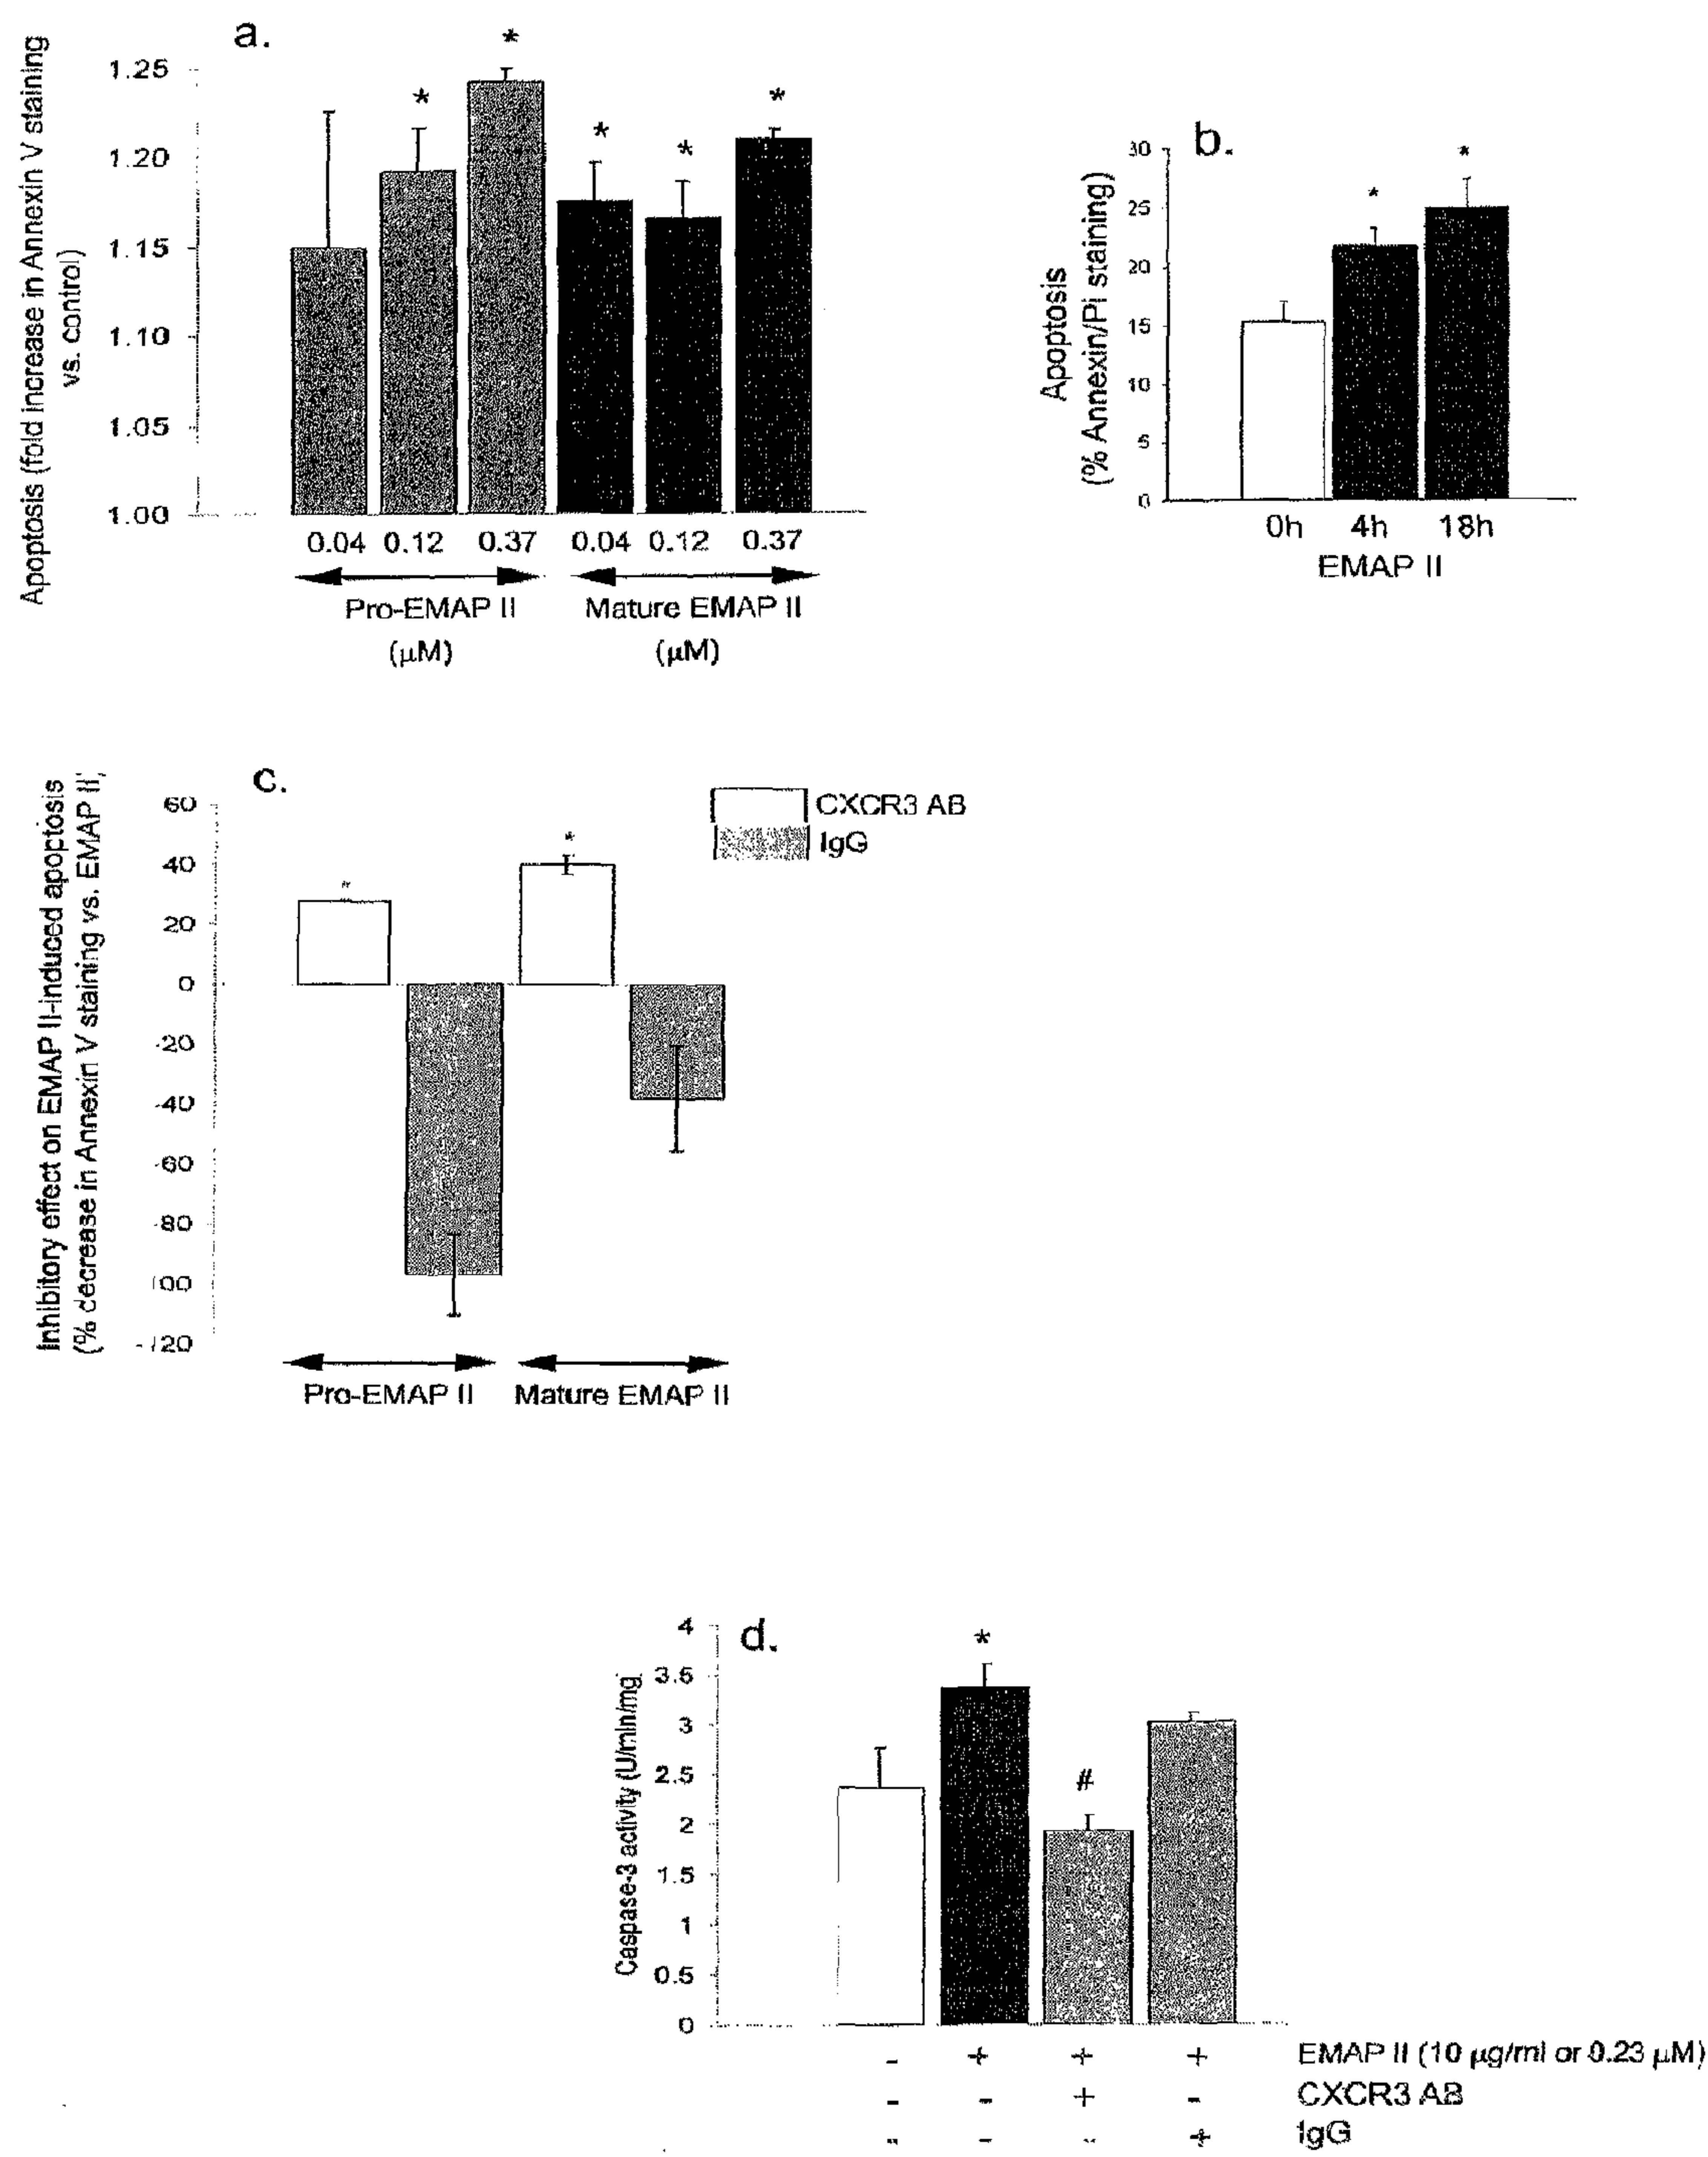 a.
Apoptosis (fold increase in Annexin V staining
vs. control)
1.25
1.20
1.15
1.10
1.05
1.00
*
*
*
*
*
0.04 0.12 0.37 0.04 0.12 0.37
Pro-EMAP II Mature EMAP II
(µM) (µM)
b.
Apoptosis
(% Annexin/PI staining)
30
25
20
15
10
5
0
*
*
0h 4h 18h
EMAP II
c.
Inhibitory effect on EMAP II-induced apoptosis
(% decrease in Annexin V staining vs. EMAP II)
60
40
20
0
-20
-40
-60
-80
100
-120
*
CXCR3 AB
IgG
Pro-EMAP II Mature EMAP II
d.
Caspase-3 activity (U/min/mg)
4
3.5
3
2.5
2
1.5
1
0.5
0
*
#
- + + + EMAP II (10 µg/ml or 0.23 µM)
- - + - CXCR3 AB
- - - + IgG